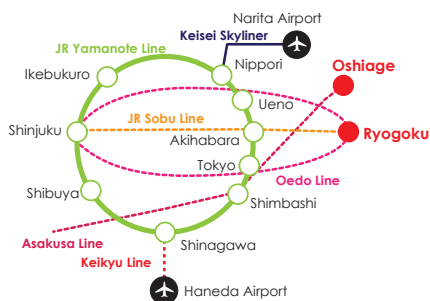 Narita Airport
Keisei Skyliner
JR Yamanote Line
Nippori
Ikebukuro
Oshiage
Ueno
JR Sobu Line
Shinjuku
Akihabara
Ryogoku
Tokyo
Oedo Line
Shibuya
Shimbashi
Asakusa Line
Shinagawa
Keikyu Line
Haneda Airport